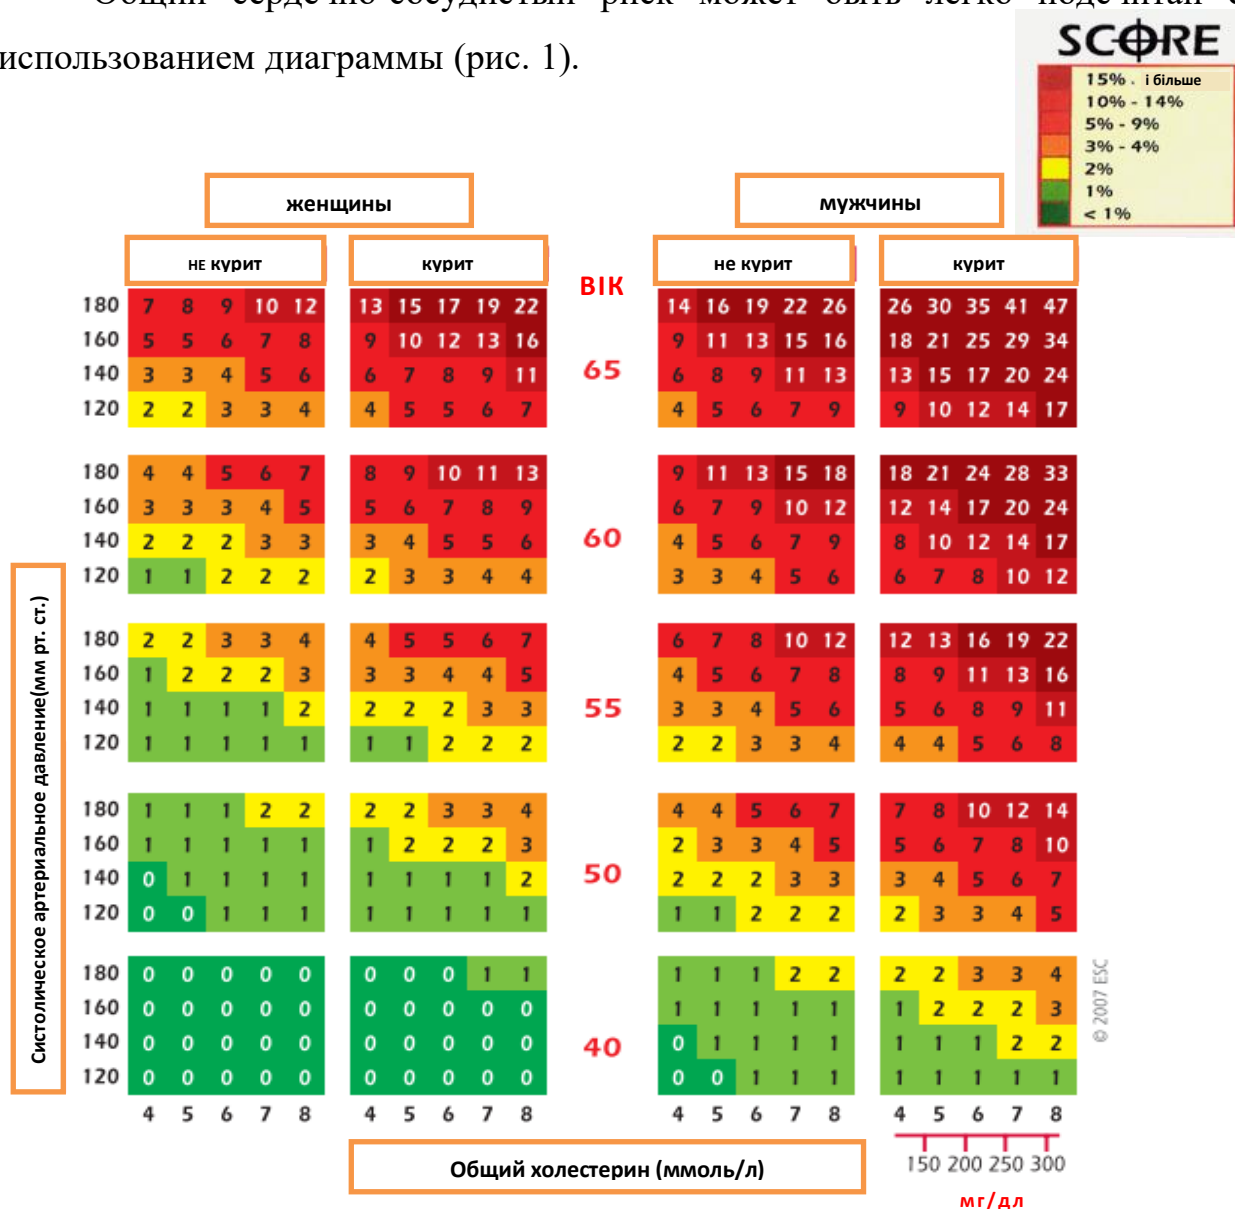 использованием диаграммы (рис. 1).
SCORE
15% . і більше
10% - 14%
5% - 9%
3% - 4%
2%
1%
< 1%
женщины мужчины
НЕ курит курит ВІК не курит курит
180 7 8 9 10 12 13 15 17 19 22 14 16 19 22 26 26 30 35 41 47
160 5 5 6 7 8 9 10 12 13 16 9 11 13 15 16 18 21 25 29 34
65
140 3 3 4 5 6 6 7 8 9 11 6 8 9 11 13 13 15 17 20 24
120 2 2 3 3 4 4 5 5 6 7 4 5 6 7 9 9 10 12 14 17
180 4 4 5 6 7 8 9 10 11 13 9 11 13 15 18 18 21 24 28 33
160 3 3 3 4 5 5 6 7 8 9 6 7 9 10 12 12 14 17 20 24
60
140 2 2 2 3 3 3 4 5 5 6 4 5 6 7 9 8 10 12 14 17
120 1 1 2 2 2 2 3 3 4 4 3 3 4 5 6 6 7 8 10 12
180 2 2 3 3 4 4 5 5 6 7 6 7 8 10 12 12 13 16 19 22
160 1 2 2 2 3 3 3 4 4 5 4 5 6 7 8 8 9 11 13 16
55
140 1 1 1 1 2 2 2 2 3 3 3 3 4 5 6 5 6 8 9 11
120 1 1 1 1 1 1 1 2 2 2 2 2 3 3 4 4 4 5 6 8
180 1 1 1 2 2 2 2 3 3 4 4 4 5 6 7 7 8 10 12 14
160 1 1 1 1 1 1 2 2 2 3 2 3 3 4 5 5 6 7 8 10
50
140 0 1 1 1 1 1 1 1 1 2 2 2 2 3 3 3 4 5 6 7
120 0 0 1 1 1 1 1 1 1 1 1 1 2 2 2 2 3 3 4 5
180 0 0 0 0 0 0 0 0 1 1 1 1 1 2 2 2 2 3 3 4
160 0 0 0 0 0 0 0 0 0 0 1 1 1 1 1 1 2 2 2 3
40
140 0 0 0 0 0 0 0 0 0 0 0 1 1 1 1 1 1 1 2 2
120 0 0 0 0 0 0 0 0 0 0 0 0 1 1 1 1 1 1 1 1
4 5 6 7 8 4 5 6 7 8 4 5 6 7 8 4 5 6 7 8
Систолическое артериальное давление(мм рт. ст.)
© 2007 ESC
Общий холестерин (ммоль/л)
150 200 250 300
мг/дл